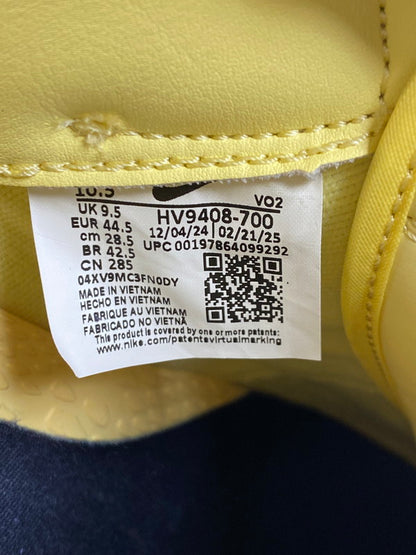 10.5
UK 9.5
EUR 44.5
cm 28.5
BR 42.5
CN 285
VO2
HV9408-700
12/04/24 | 02/21/25
UPC 00197864099292
04XV9MC3FN0DY
MADE IN VIETNAM
HECHO EN VIETNAM
FABRIQUE AU VIETNAM
FABRICADO NO VIETNÃ
This product is covered by one or more patents:
www.nike.com/patentsvirtualmarking